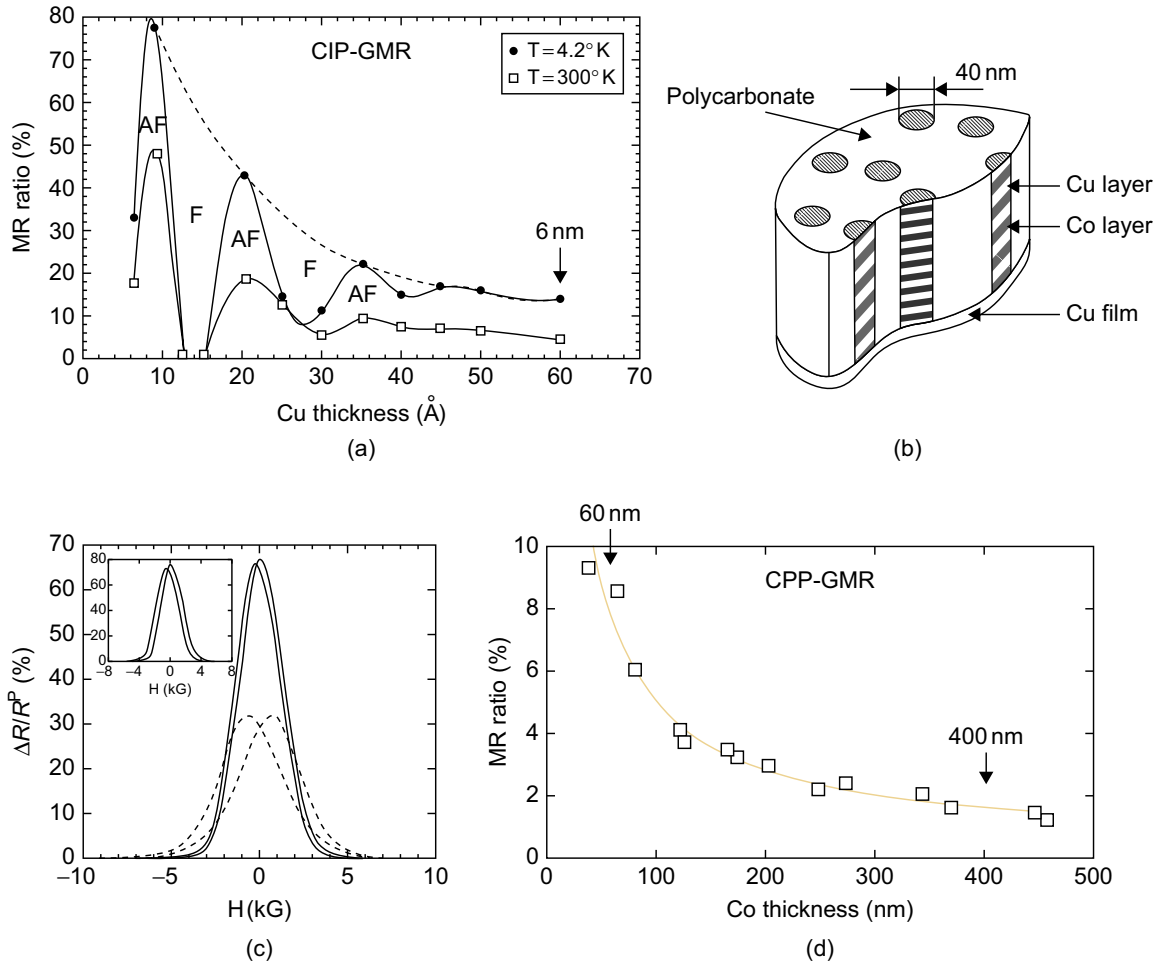 80
70
60
50
40
30
20
10
0
MR ratio (%)
CIP-GMR
T = 4.2° K
T = 300° K
AF
F
AF
F
AF
6 nm
0 10 20 30 40 50 60 70
Cu thickness (Å)
(a)
40 nm
Polycarbonate
Cu layer
Co layer
Cu film
(b)
70
60
50
40
30
20
10
0
ΔR/R^P (%)
80
60
40
20
0
–8 –4 0 4 8
H (kG)
–10 –5 0 5 10
H (kG)
(c)
60 nm
10
8
6
4
2
0
MR ratio (%)
CPP-GMR
400 nm
0 100 200 300 400 500
Co thickness (nm)
(d)